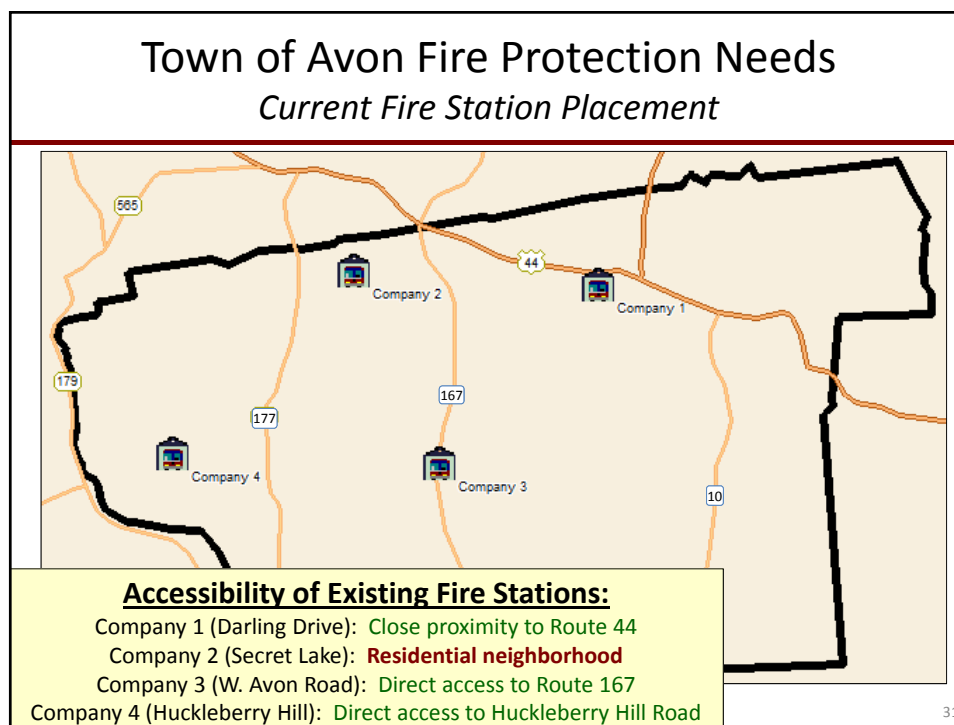 Town of Avon Fire Protection Needs
Current Fire Station Placement
565
44
Company 2
Company 1
179
167
177
Company 4
Company 3
10
Accessibility of Existing Fire Stations:
Company 1 (Darling Drive): Close proximity to Route 44
Company 2 (Secret Lake): Residential neighborhood
Company 3 (W. Avon Road): Direct access to Route 167
Company 4 (Huckleberry Hill): Direct access to Huckleberry Hill Road
31